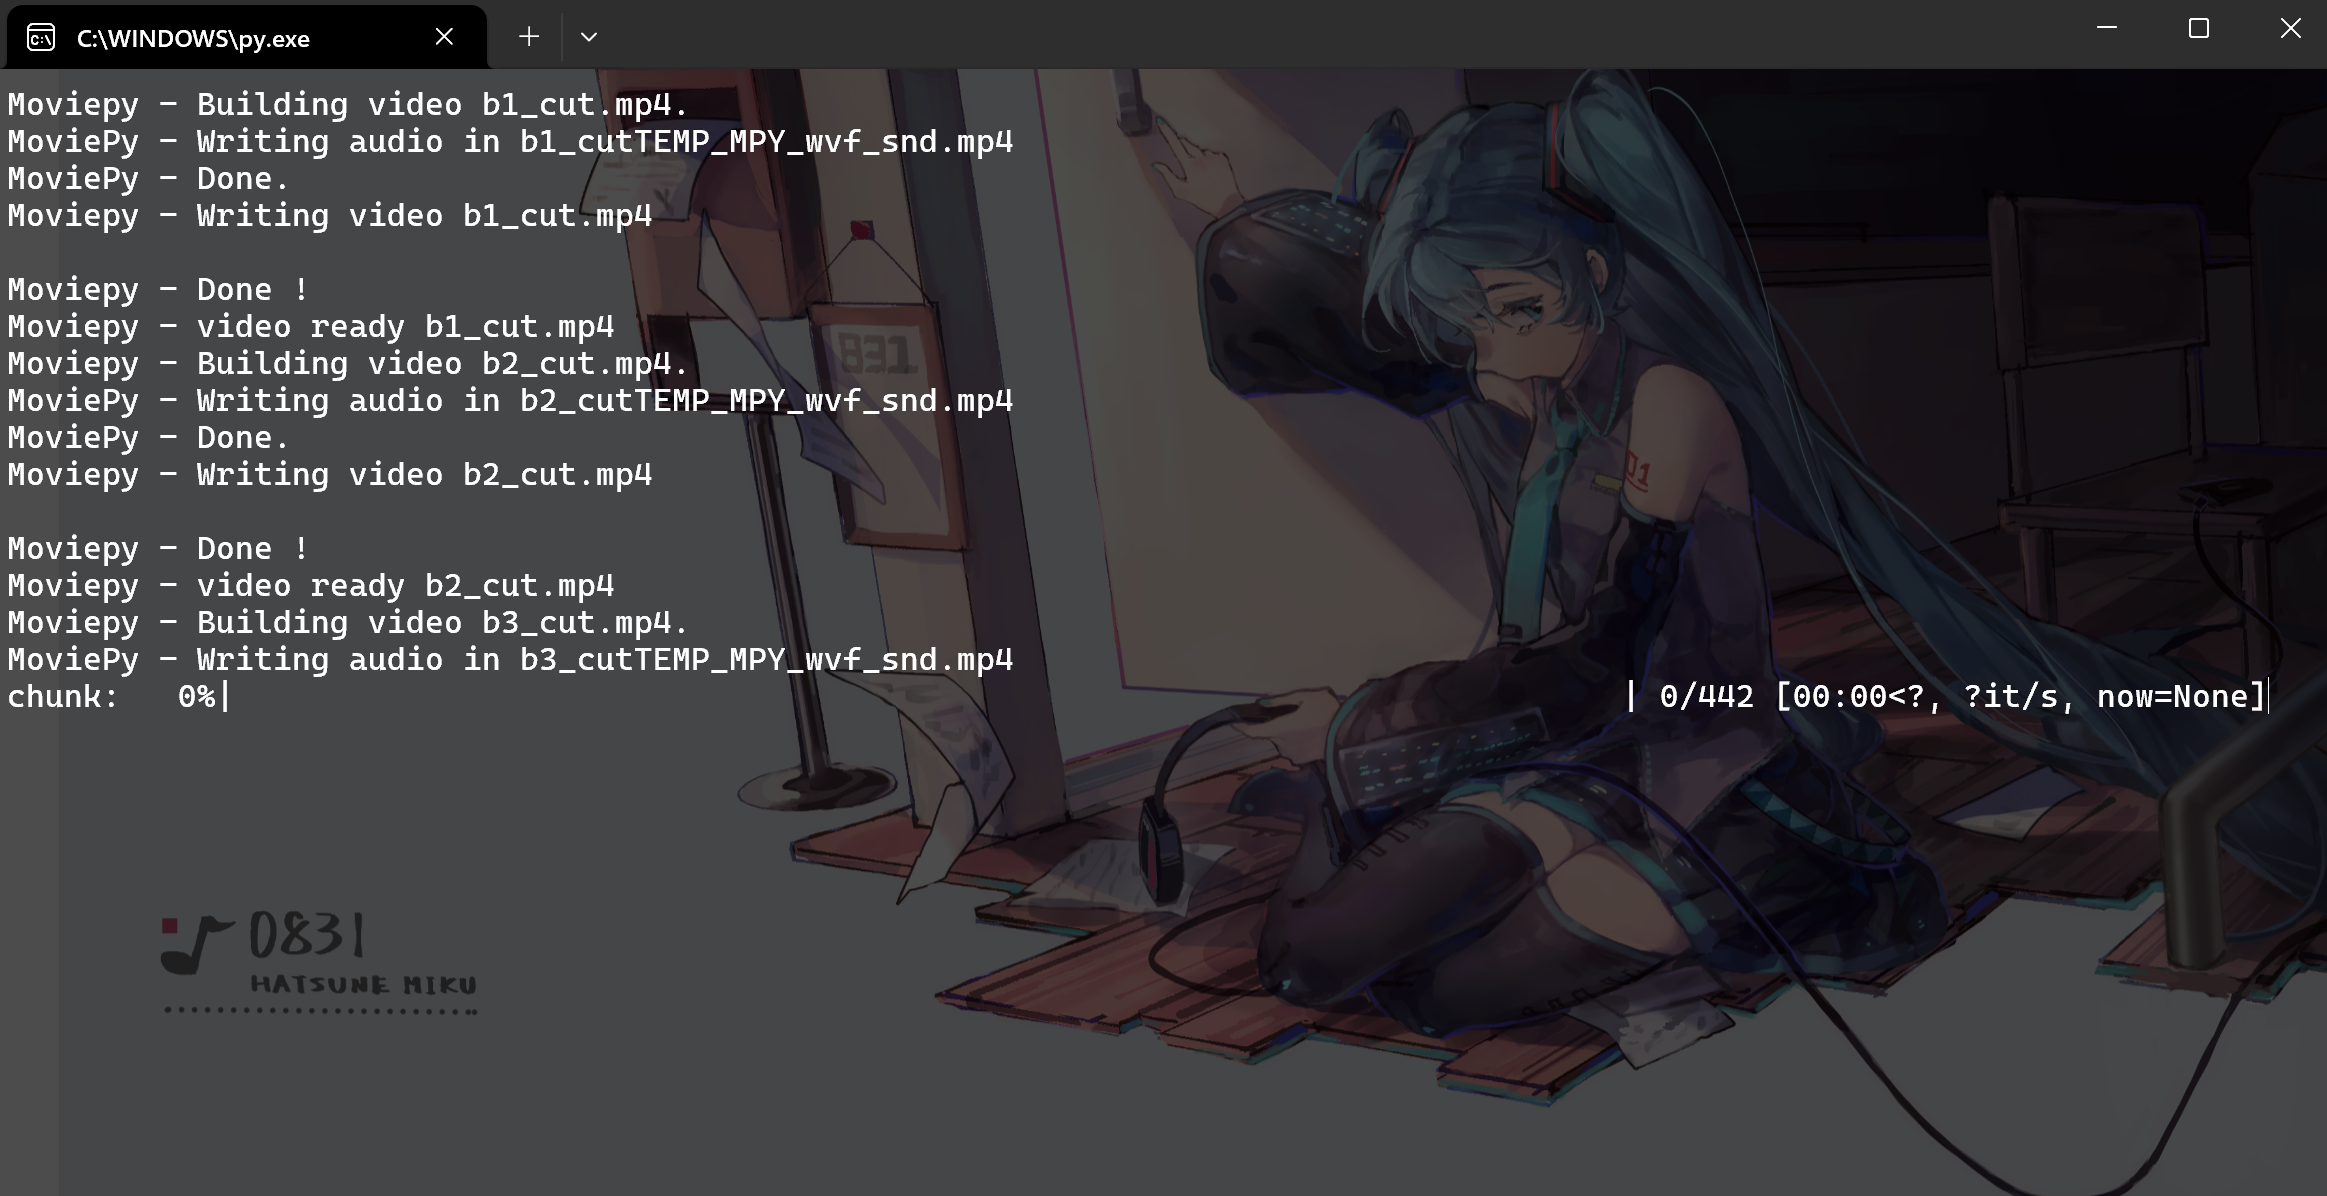 C:\WINDOWS\py.exe
Moviepy - Building video b1_cut.mp4.
MoviePy - Writing audio in b1_cutTEMP_MPY_wvf_snd.mp4
MoviePy - Done.
Moviepy - Writing video b1_cut.mp4
Moviepy - Done !
Moviepy - video ready b1_cut.mp4
Moviepy - Building video b2_cut.mp4.
MoviePy - Writing audio in b2_cutTEMP_MPY_wvf_snd.mp4
MoviePy - Done.
Moviepy - Writing video b2_cut.mp4
Moviepy - Done !
Moviepy - video ready b2_cut.mp4
Moviepy - Building video b3_cut.mp4.
MoviePy - Writing audio in b3_cutTEMP_MPY_wvf_snd.mp4
chunk:   0%| | 0/442 [00:00<?, ?it/s, now=None]
831
01
0831
HATSUNE MIKU